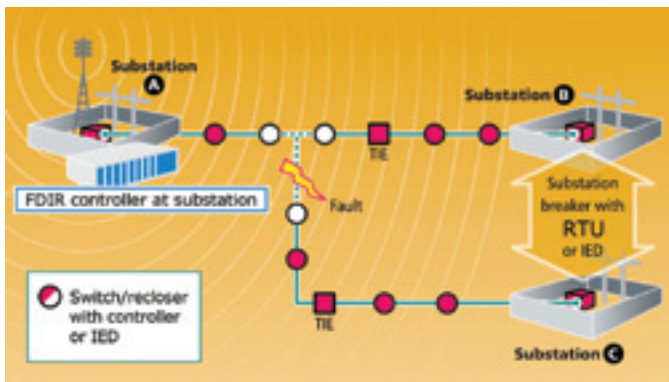 Substation
A
Substation B
TIE
Fault
FDIR controller at substation
Substation
breaker with
RTU
or IED
Switch/recloser
with controller
or IED
TIE
Substation C